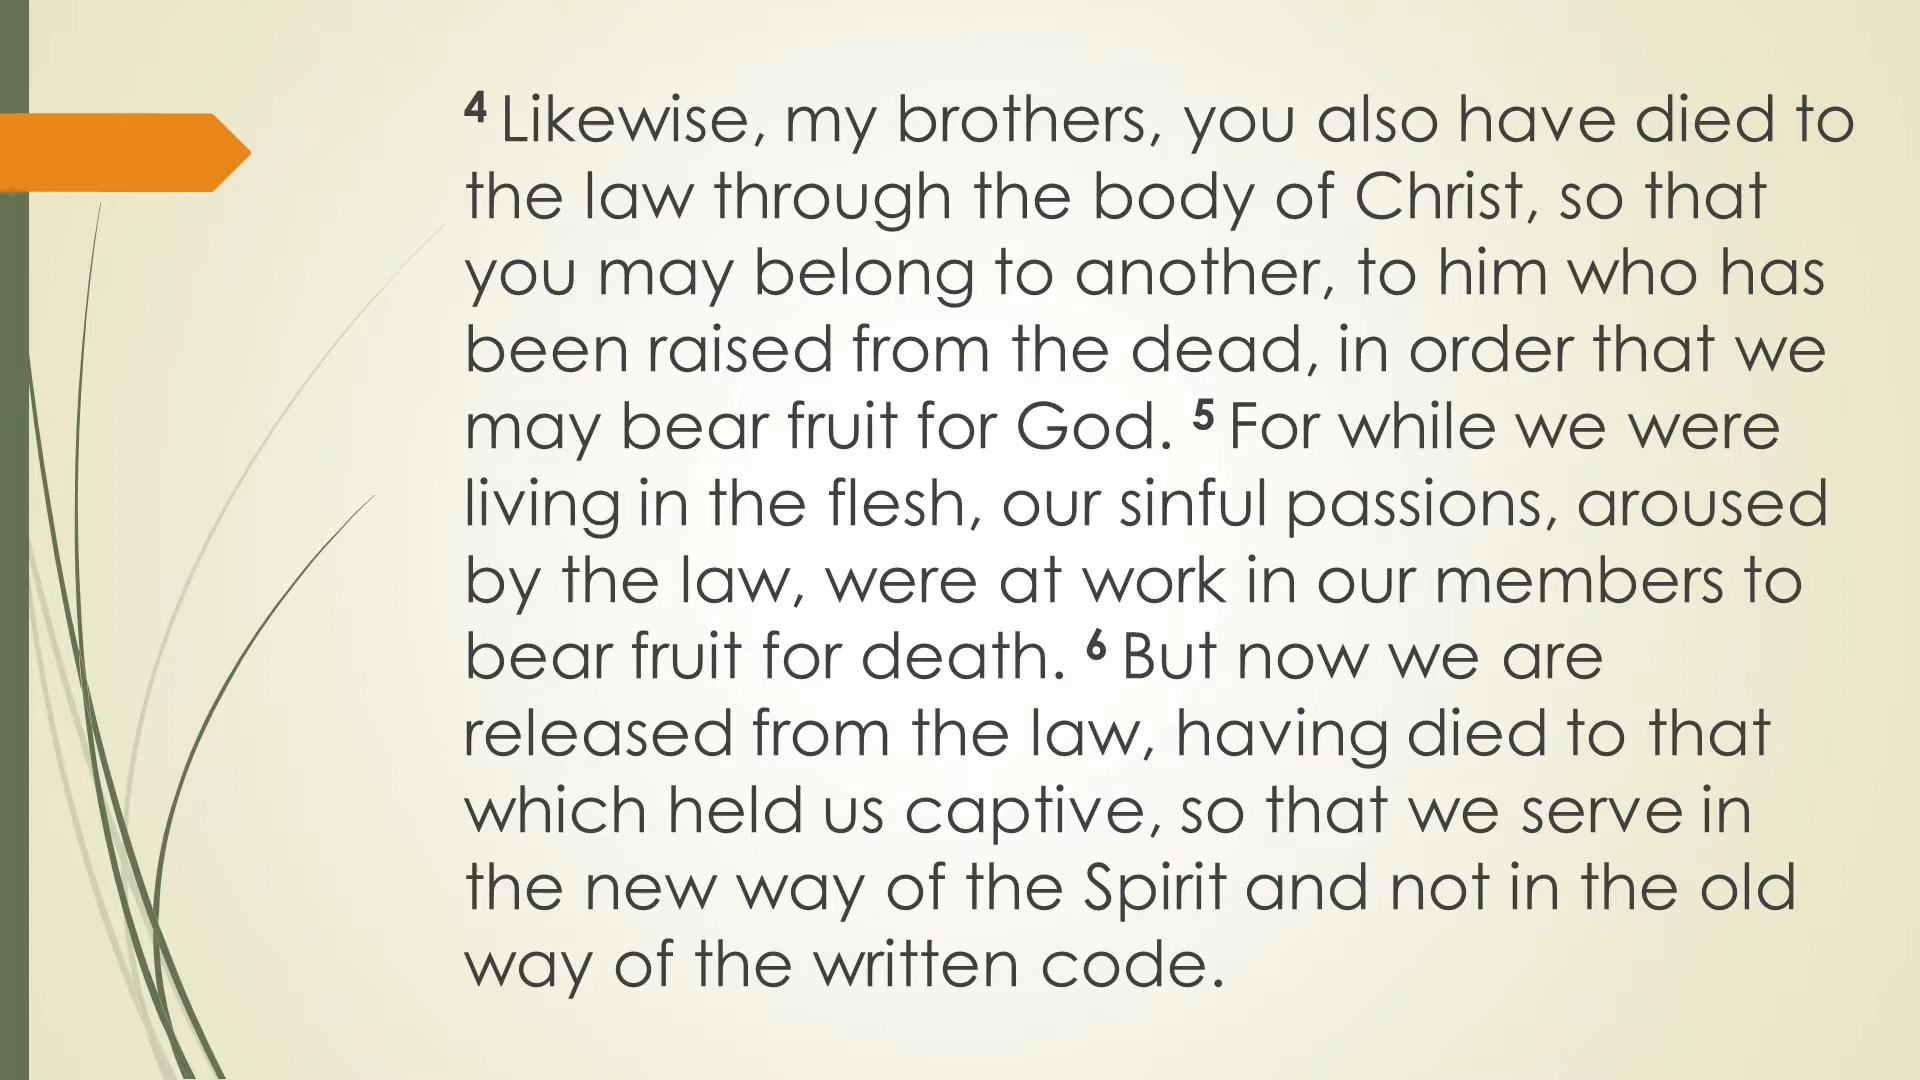 4 Likewise, my brothers, you also have died to
the law through the body of Christ, so that
you may belong to another, to him who has
been raised from the dead, in order that we
may bear fruit for God. 5 For while we were
living in the flesh, our sinful passions, aroused
by the law, were at work in our members to
bear fruit for death. 6 But now we are
released from the law, having died to that
which held us captive, so that we serve in
the new way of the Spirit and not in the old
way of the written code.